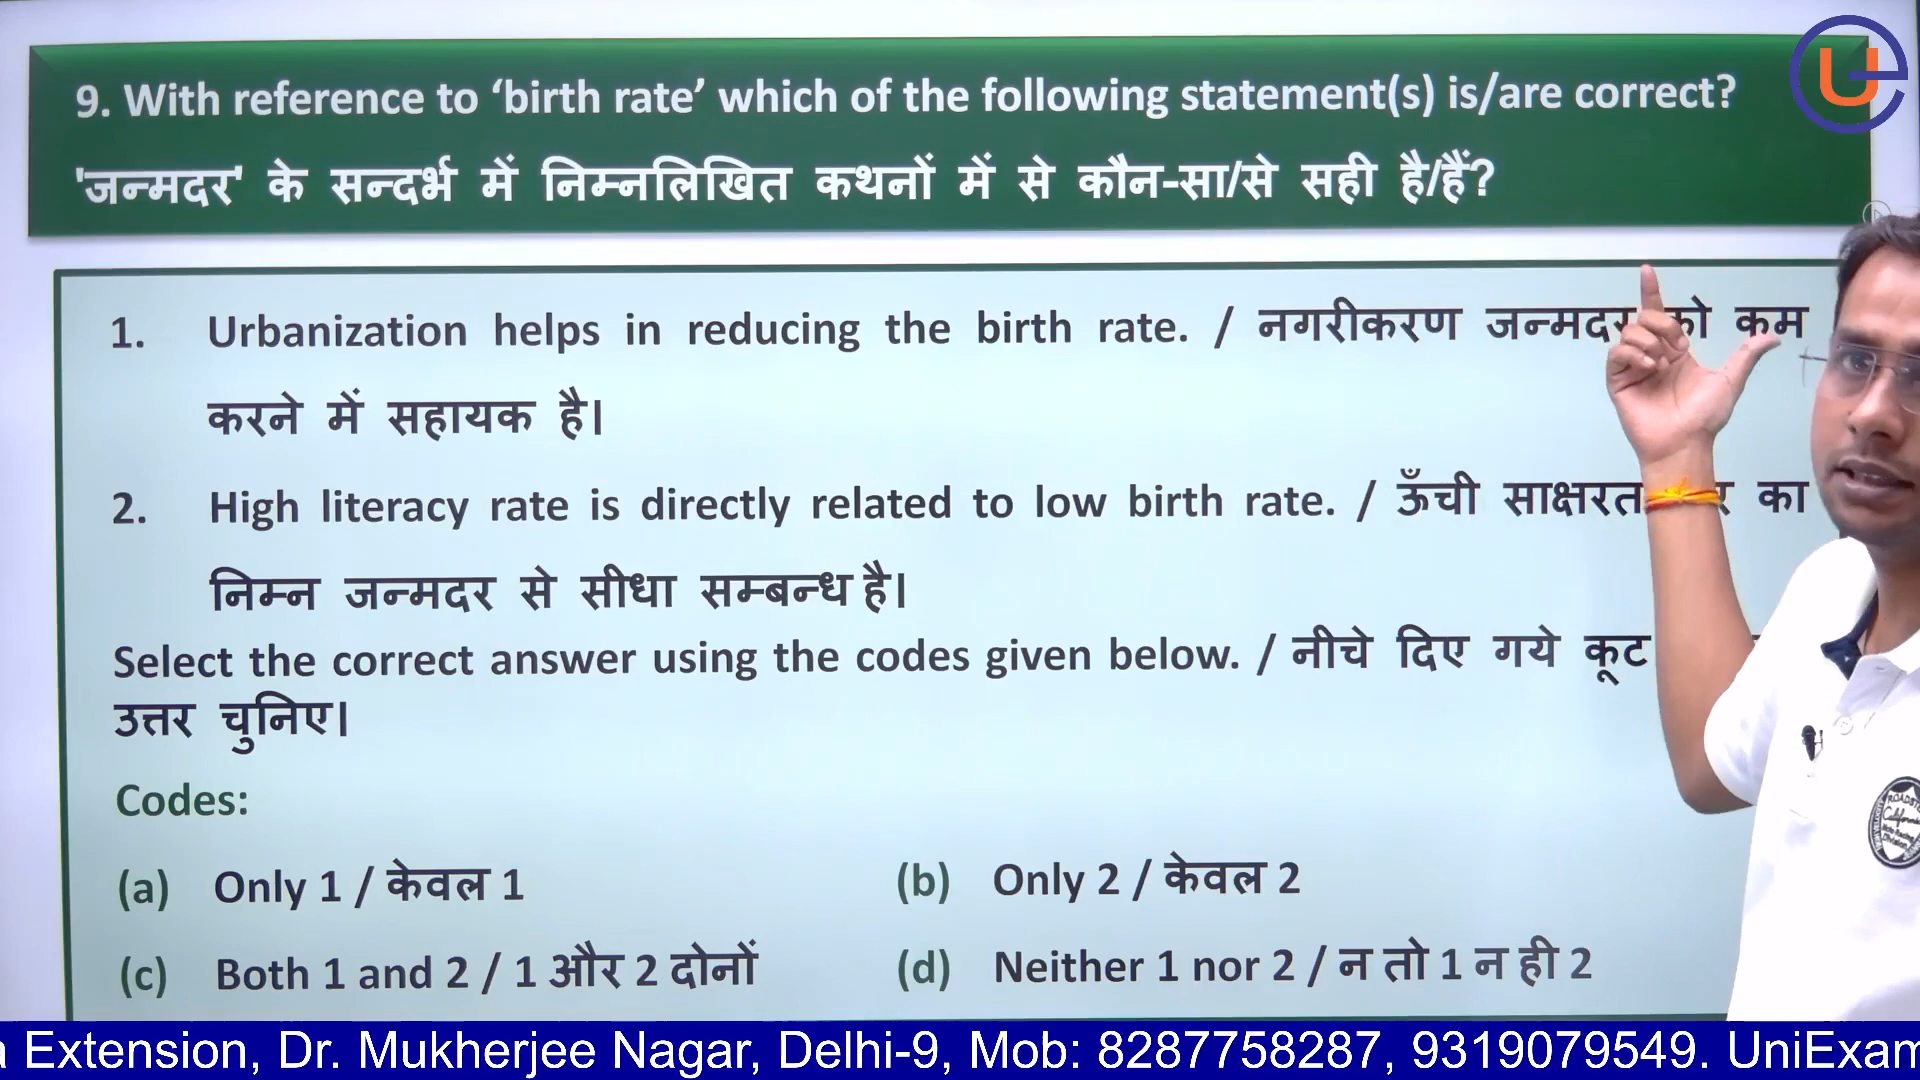 9. With reference to ‘birth rate’ which of the following statement(s) is/are correct?
'जन्मदर' के सन्दर्भ में निम्नलिखित कथनों में से कौन-सा/से सही है/हैं?
1. Urbanization helps in reducing the birth rate. / नगरीकरण जन्मदर को कम
करने में सहायक है।
2. High literacy rate is directly related to low birth rate. / ऊँची साक्षरत का
निम्न जन्मदर से सीधा सम्बन्ध है।
Select the correct answer using the codes given below. / नीचे दिए गये कूट
उत्तर चुनिए।
Codes:
(a) Only 1 / केवल 1 (b) Only 2 / केवल 2
(c) Both 1 and 2 / 1 और 2 दोनों (d) Neither 1 nor 2 / न तो 1 न ही 2
a Extension, Dr. Mukherjee Nagar, Delhi-9, Mob: 8287758287, 9319079549. UniExam